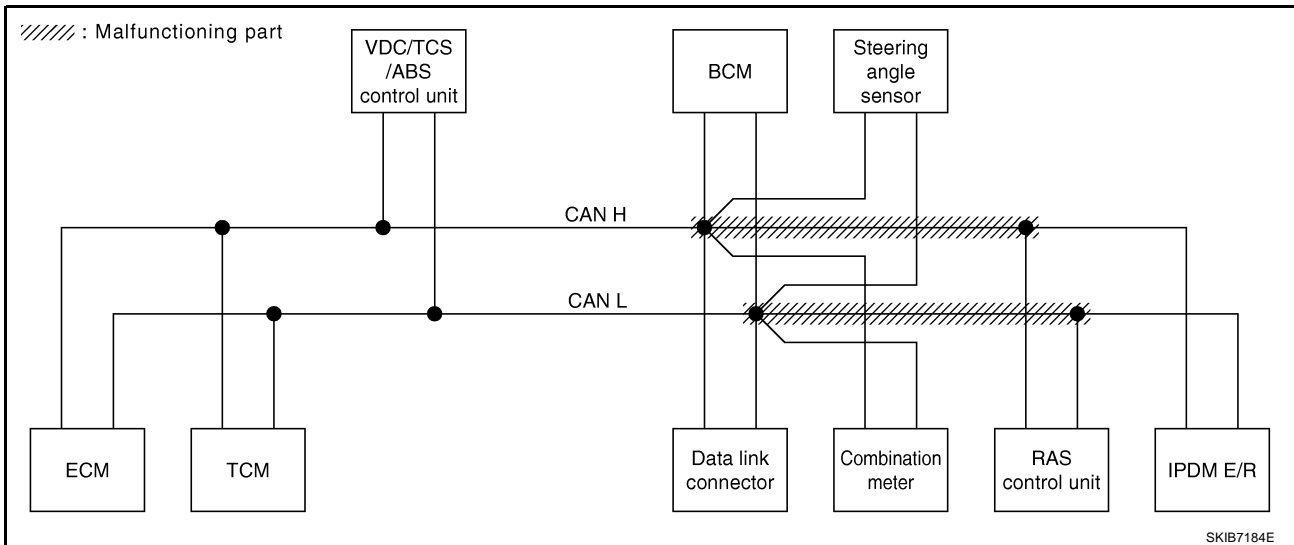 : Malfunctioning part
VDC/TCS
/ABS
control unit
BCM
Steering
angle
sensor
CAN H
CAN L
ECM
TCM
Data link
connector
Combination
meter
RAS
control unit
IPDM E/R
SKIB7184E